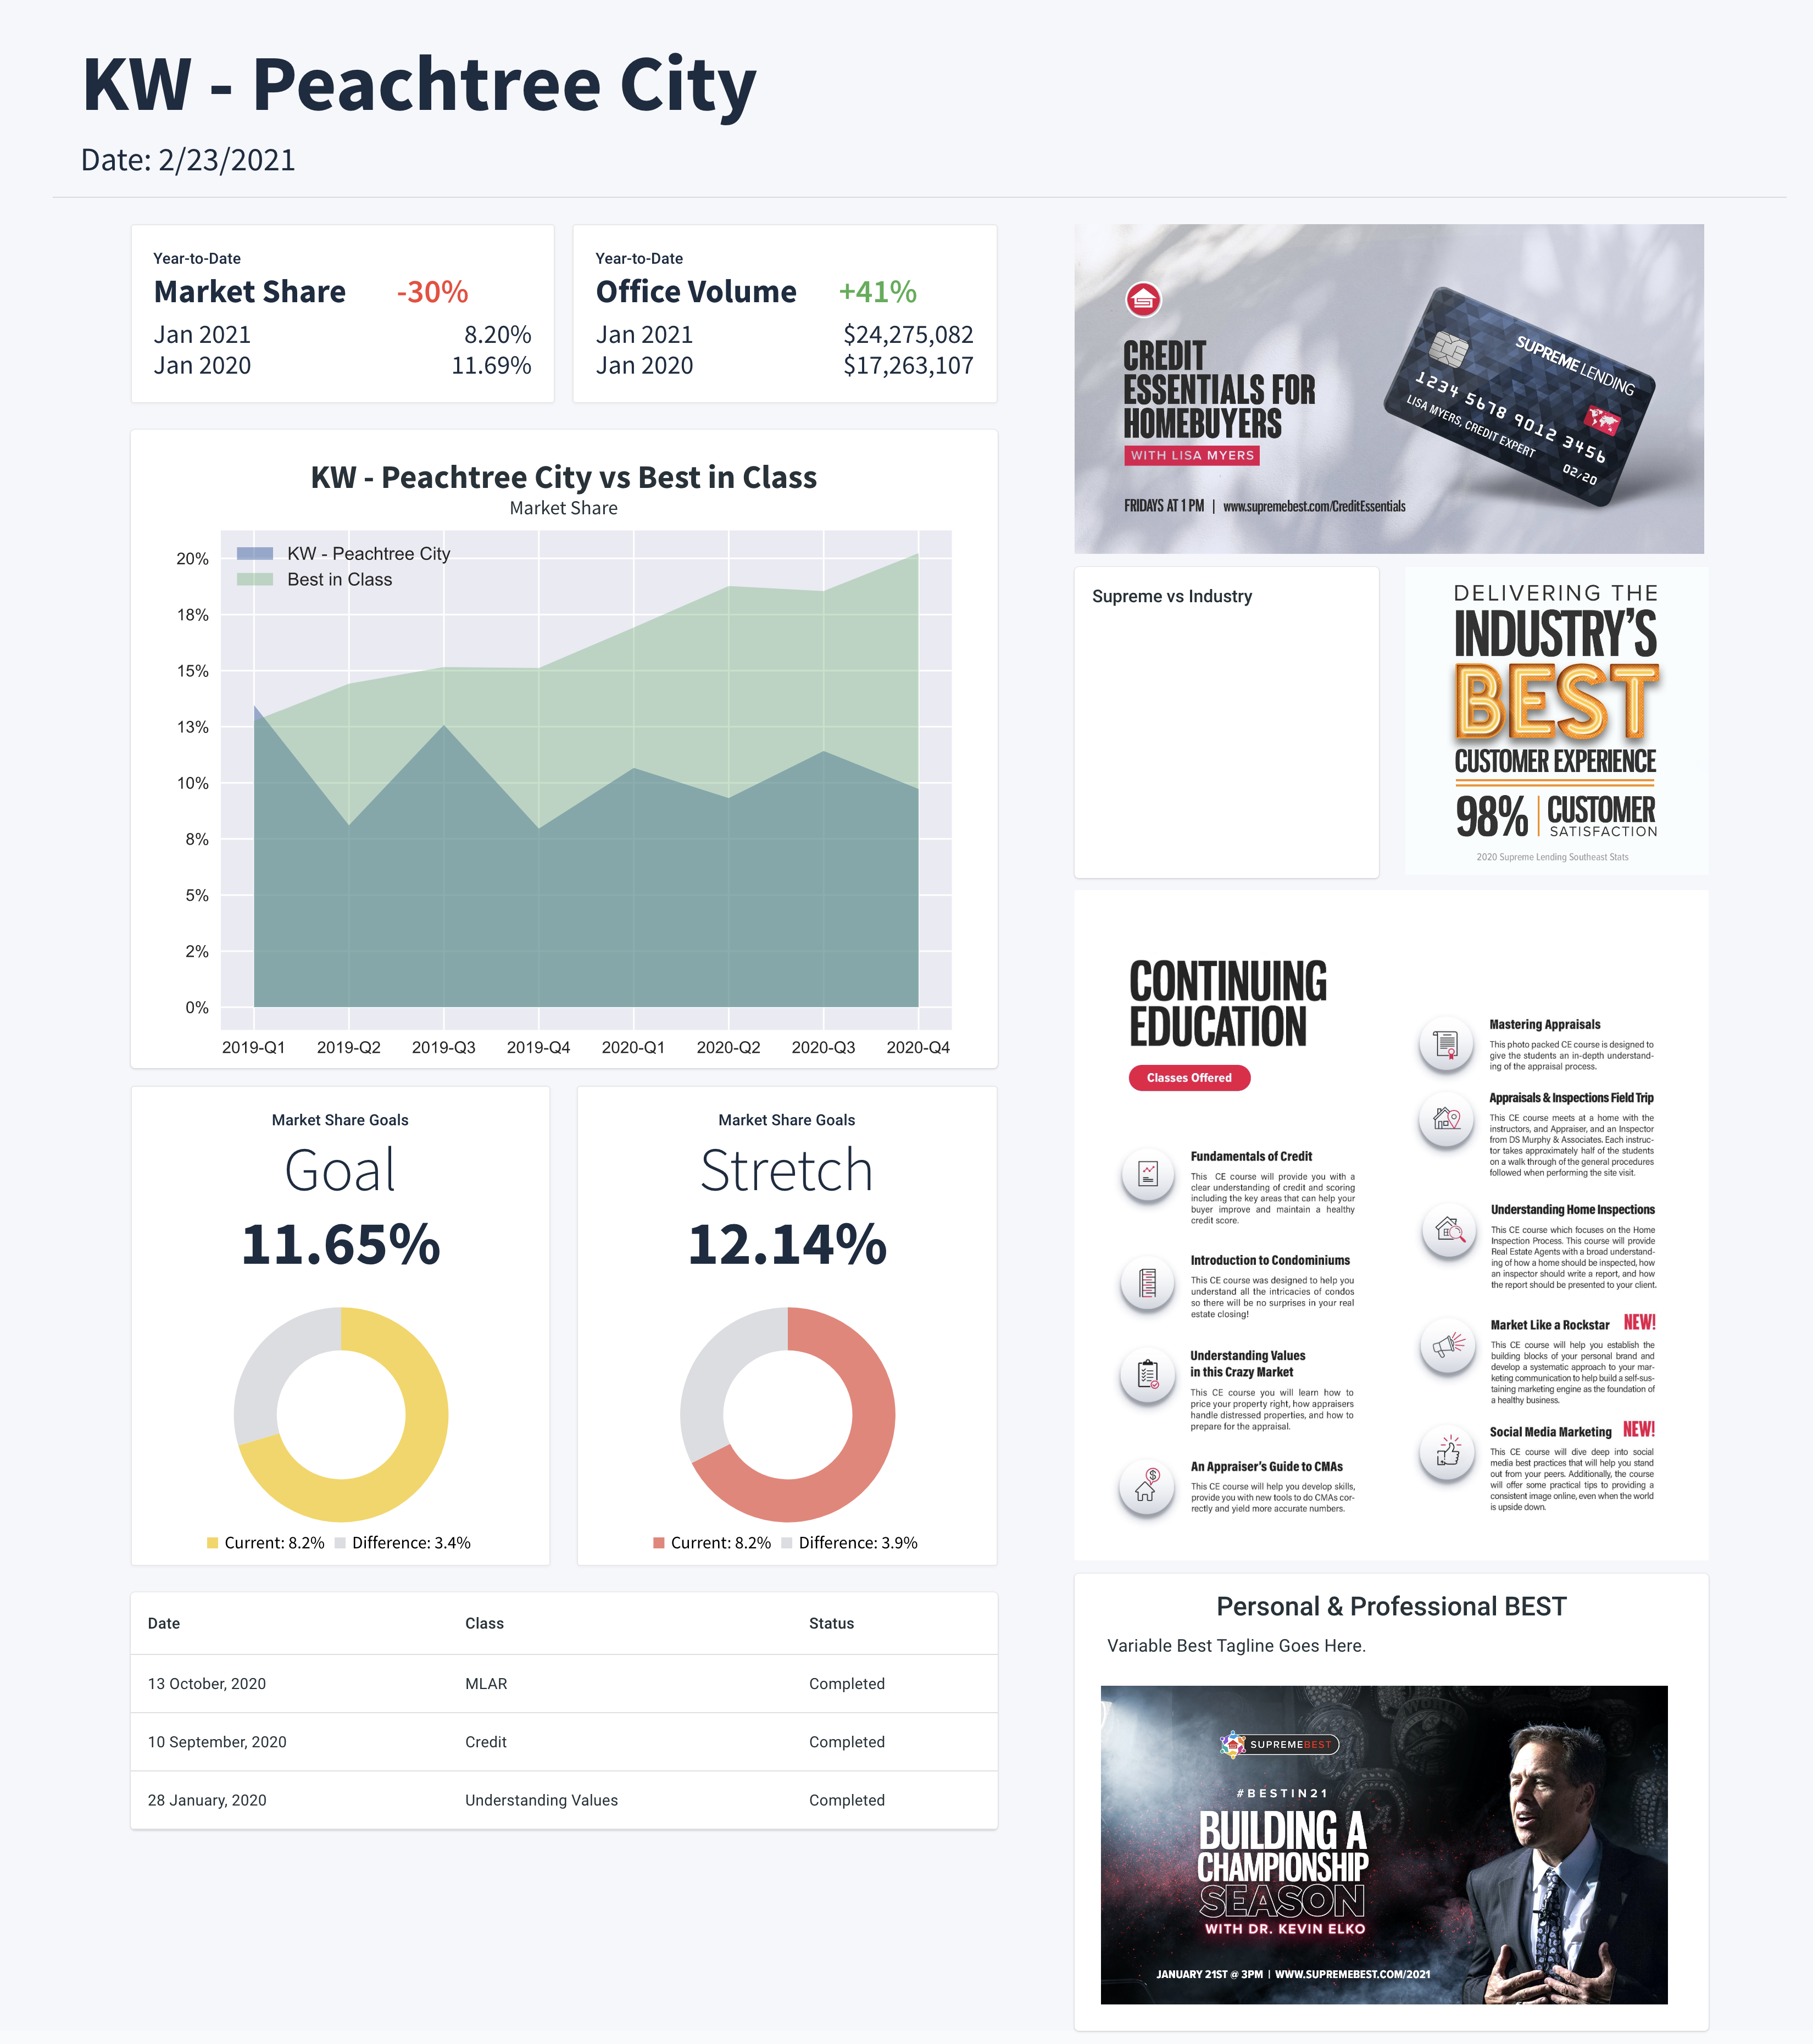 KW - Peachtree City
Date: 2/23/2021
Year-to-Date
Market Share -30%
Jan 2021 8.20%
Jan 2020 11.69%
Year-to-Date
Office Volume +41%
Jan 2021 $24,275,082
Jan 2020 $17,263,107
KW - Peachtree City vs Best in Class
Market Share
KW - Peachtree City
Best in Class
20%
18%
15%
13%
10%
8%
5%
2%
0%
2019-Q1 2019-Q2 2019-Q3 2019-Q4 2020-Q1 2020-Q2 2020-Q3 2020-Q4
Market Share Goals
Goal
11.65%
Current: 8.2% Difference: 3.4%
Market Share Goals
Stretch
12.14%
Current: 8.2% Difference: 3.9%
Date Class Status
13 October, 2020 MLAR Completed
10 September, 2020 Credit Completed
28 January, 2020 Understanding Values Completed
CREDIT
ESSENTIALS FOR
HOMEBUYERS
WITH LISA MYERS
FRIDAYS AT 1 PM | www.supremebest.com/CreditEssentials
SUPREME LENDING
1234 5678 9012 3456
LISA MYERS, CREDIT EXPERT
02/20
Supreme vs Industry
DELIVERING THE
INDUSTRY'S
BEST
CUSTOMER EXPERIENCE
98% | CUSTOMER
SATISFACTION
2020 Supreme Lending Southeast Stats
CONTINUING
EDUCATION
Classes Offered
Fundamentals of Credit
This CE course will provide you with a
clear understanding of credit and scoring
including the key areas that can help your
buyer improve and maintain a healthy
credit score.
Introduction to Condominiums
This CE course was designed to help you
understand all the intricacies of condos
so there will be no surprises in your real
estate closing!
Understanding Values
in this Crazy Market
This CE course you will learn how to
price your property right, how appraisers
handle distressed properties, and how to
prepare for the appraisal.
An Appraiser's Guide to CMAs
This CE course will help you develop skills,
provide you with new tools to do CMAs cor-
rectly and yield more accurate numbers.
Mastering Appraisals
This photo packed CE course is designed to
give the students an in-depth understand-
ing of the appraisal process.
Appraisals & Inspections Field Trip
This CE course meets at a home with the
instructors, and Appraiser, and an Inspector
from DS Murphy & Associates. Each instruc-
tor takes approximately half of the students
on a walk through of the general procedures
followed when performing the site visit.
Understanding Home Inspections
This CE course which focuses on the Home
Inspection Process. This course will provide
Real Estate Agents with a broad understand-
ing of how a home should be inspected, how
an inspector should write a report, and how
the report should be presented to your client.
Market Like a Rockstar NEW!
This CE course will help you establish the
building blocks of your personal brand and
develop a systematic approach to your mar-
keting communication to help build a self-sus-
taining marketing engine as the foundation of
a healthy business.
Social Media Marketing NEW!
This CE course will dive deep into social
media best practices that will help you stand
out from your peers. Additionally, the course
will offer some practical tips to providing a
consistent image online, even when the world
is upside down.
Personal & Professional BEST
Variable Best Tagline Goes Here.
SUPREMEBEST
#BESTIN21
BUILDING A
CHAMPIONSHIP
SEASON
WITH DR. KEVIN ELKO
JANUARY 21ST @ 3PM | WWW.SUPREMEBEST.COM/2021